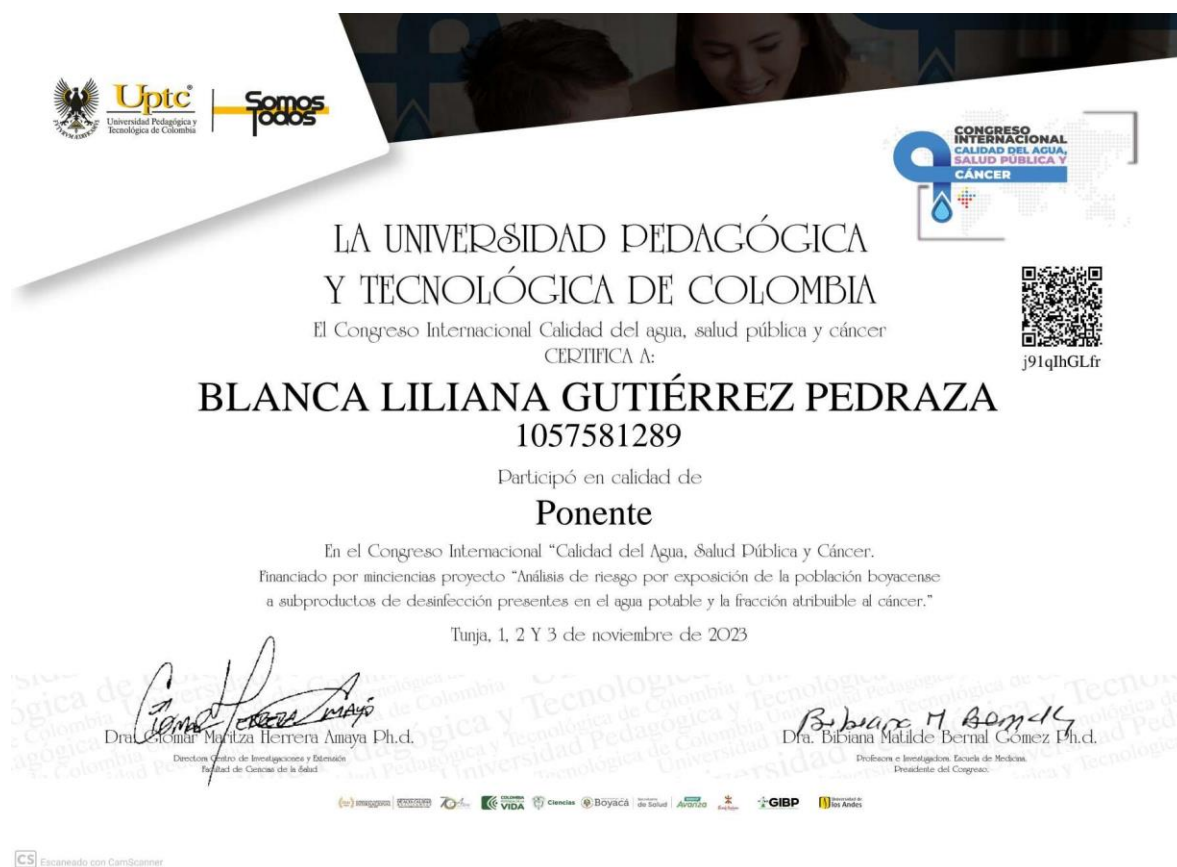 Uptc
Universidad Pedagógica y
Tecnológica de Colombia
Somos
Todos
CONGRESO
INTERNACIONAL
CALIDAD DEL AGUA,
SALUD PÚBLICA Y
CÁNCER
LA UNIVERSIDAD PEDAGÓGICA
Y TECNOLÓGICA DE COLOMBIA
El Congreso Internacional Calidad del agua, salud pública y cáncer
CERTIFICA A:
j91qIhGLfr
BLANCA LILIANA GUTIÉRREZ PEDRAZA
1057581289
Participó en calidad de
Ponente
En el Congreso Internacional “Calidad del Agua, Salud Pública y Cáncer.
Financiado por minciencias proyecto “Análisis de riesgo por exposición de la población boyacense
a subproductos de desinfección presentes en el agua potable y la fracción atribuible al cáncer.”
Tunja, 1, 2 Y 3 de noviembre de 2023
Dra. Maritza Herrera Amaya Ph.d.
Centro de Investigaciones y Extensión
Facultad de Ciencias de la Salud
Dra. BiBiana Matilde Bernal Gómez Ph.d.
Profesora e Investigadora. Escuela de Medicina.
Presidente del Congreso.
COLOMBIA
VIDA
Ciencias
Boyacá
de Salud
Avanza
GIBP
Universidad de
los Andes
CS Escaneado con CamScanner